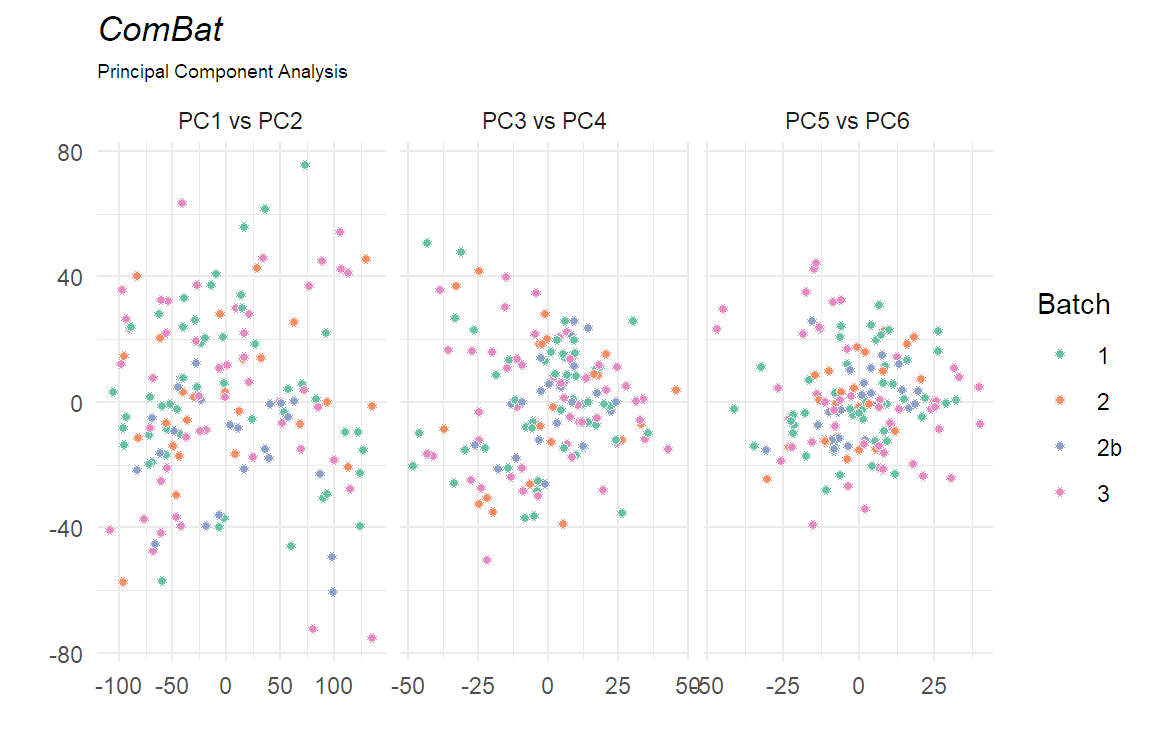 ComBat
Principal Component Analysis
PC1 vs PC2 PC3 vs PC4 PC5 vs PC6
80
40
0
-40
-80
-100 -50 0 50 100 -50 -25 0 25 50 -50 -25 0 25
Batch
1
2
2b
3